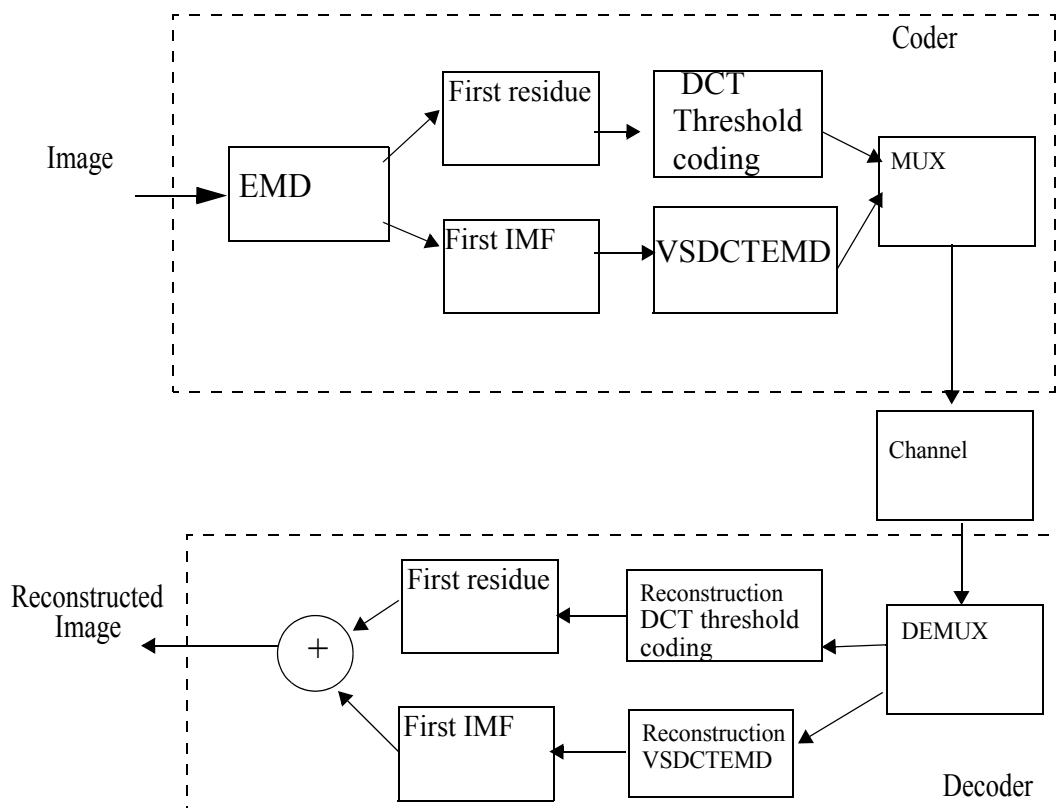 Coder
Image
EMD
First residue
DCT
Threshold
coding
First IMF
VSDCTEMD
MUX
Channel
Reconstructed
Image
+
First residue
Reconstruction
DCT threshold
coding
DEMUX
First IMF
Reconstruction
VSDCTEMD
Decoder